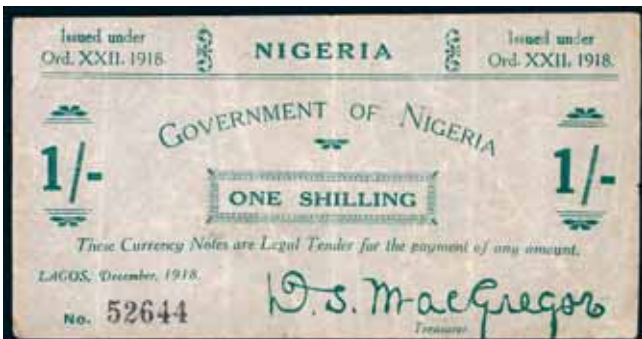 Issued under
Ord. XXII. 1918.
NIGERIA
Issued under
Ord. XXII. 1918.
GOVERNMENT OF NIGERIA
1/-
ONE SHILLING
1/-
These Currency Notes are Legal Tender for the payment of any amount.
LAGOS, December, 1918.
No. 52644
D. S. MacGregor
Treasurer